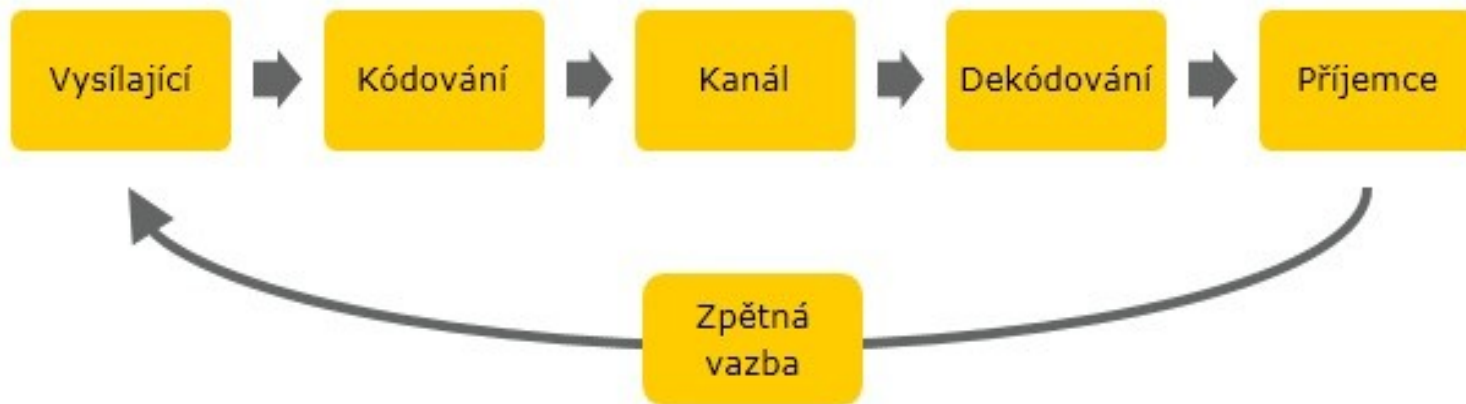 Vysílající
Kódování
Kanál
Dekódování
Příjemce
Zpětná
vazba